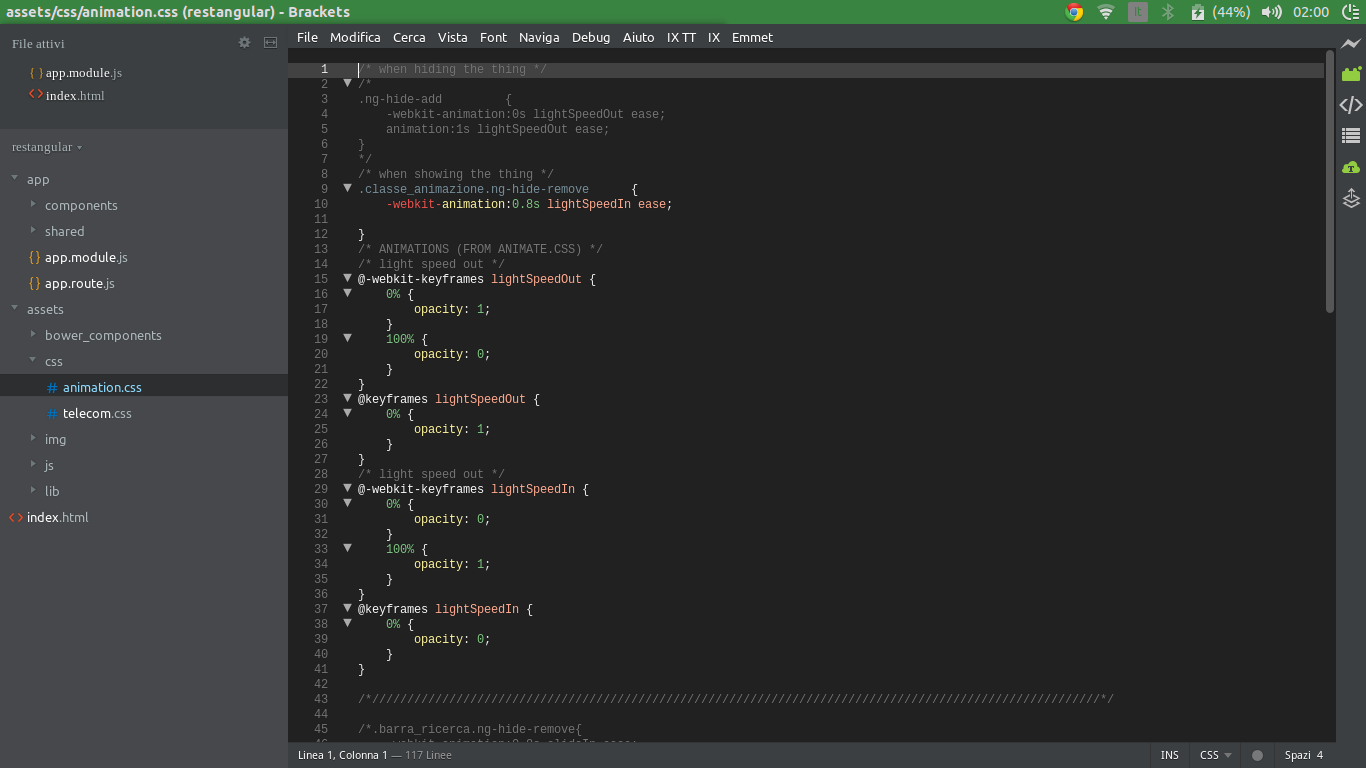 assets/css/animation.css (restangular) - Brackets
It
(44%)
02:00
File attivi
{ } app.module.js
<> index.html
restangular
app
components
shared
{} app.module.js
{} app.route.js
assets
bower_components
css
# animation.css
# telecom.css
img
js
lib
<> index.html
File Modifica Cerca Vista Font Naviga Debug Aiuto IX TT IX Emmet
1 /* when hiding the thing */
2 /*
3 .ng-hide-add         {
4     -webkit-animation:0s lightSpeedOut ease;
5     animation:1s lightSpeedOut ease;
6 }
7 */
8 /* when showing the thing */
9 .classe_animazione.ng-hide-remove      {
10     -webkit-animation:0.8s lightSpeedIn ease;
11
12 }
13 /* ANIMATIONS (FROM ANIMATE.CSS) */
14 /* light speed out */
15 @-webkit-keyframes lightSpeedOut {
16     0% {
17         opacity: 1;
18     }
19     100% {
20         opacity: 0;
21     }
22 }
23 @keyframes lightSpeedOut {
24     0% {
25         opacity: 1;
26     }
27 }
28 /* light speed out */
29 @-webkit-keyframes lightSpeedIn {
30     0% {
31         opacity: 0;
32     }
33     100% {
34         opacity: 1;
35     }
36 }
37 @keyframes lightSpeedIn {
38     0% {
39         opacity: 0;
40     }
41 }
42
43 /*////////////////////////////////////////////////////////////////////////////////////////////////////////*/
44
45 /*.barra_ricerca.ng-hide-remove{
Linea 1, Colonna 1 — 117 Linee
INS
CSS
Spazi 4